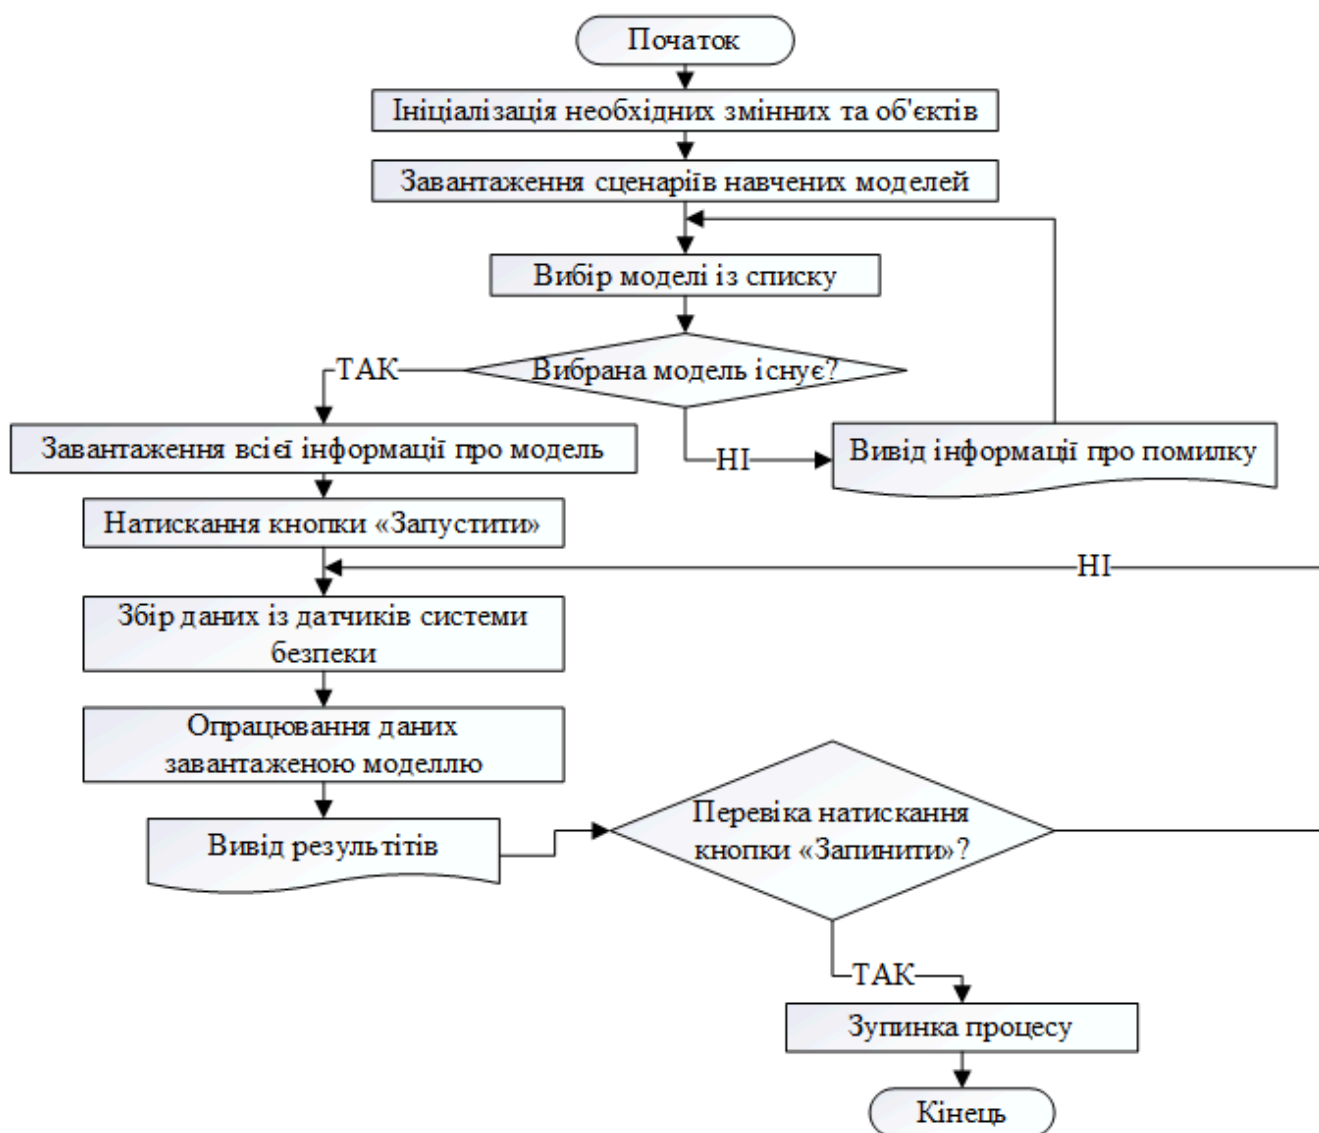 Початок
Ініціалізація необхідних змінних та об'єктів
Завантаження сценаріїв навчених моделей
Вибір моделі із списку
Вибрана модель існує?
ТАК
НІ
Завантаження всієї інформації про модель
Вивід інформації про помилку
Натискання кнопки «Запустити»
НІ
Збір даних із датчиків системи
безпеки
Опрацювання даних
завантаженою моделлю
Вивід результітів
Перевіка натискання
кнопки «Запинити»?
ТАК
Зупинка процесу
Кінець